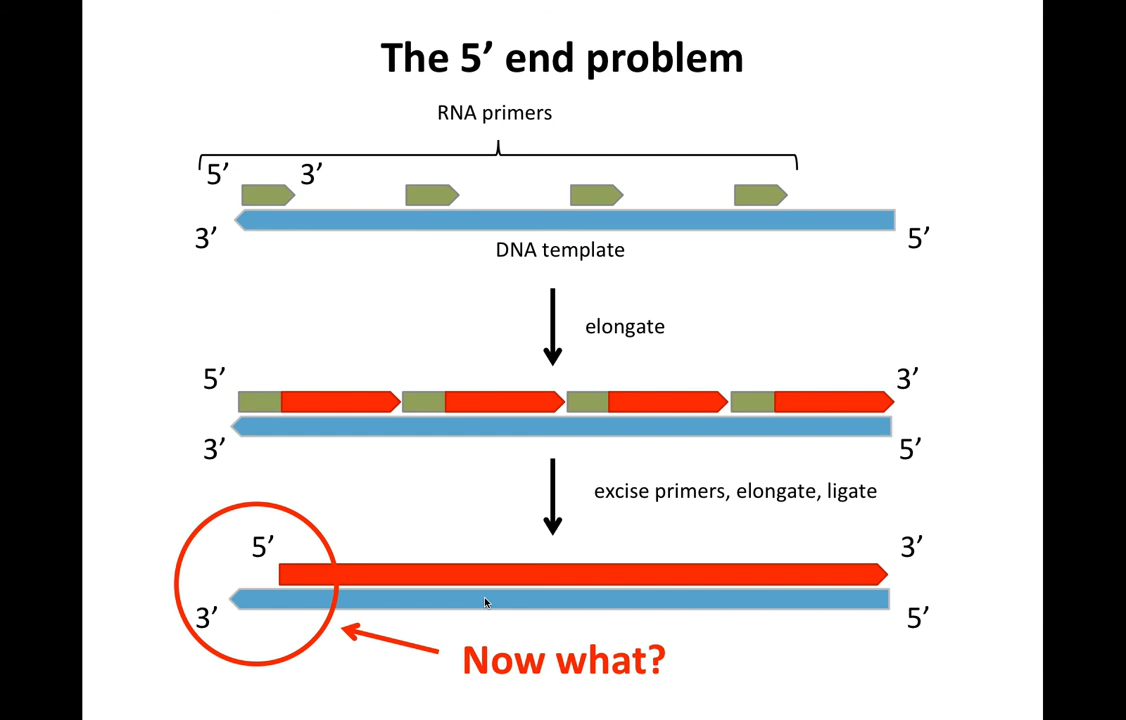 The 5’ end problem
RNA primers
5’ 3’
3’ 5’
DNA template
elongate
5’ 3’
3’ 5’
excise primers, elongate, ligate
5’ 3’
3’ 5’
Now what?